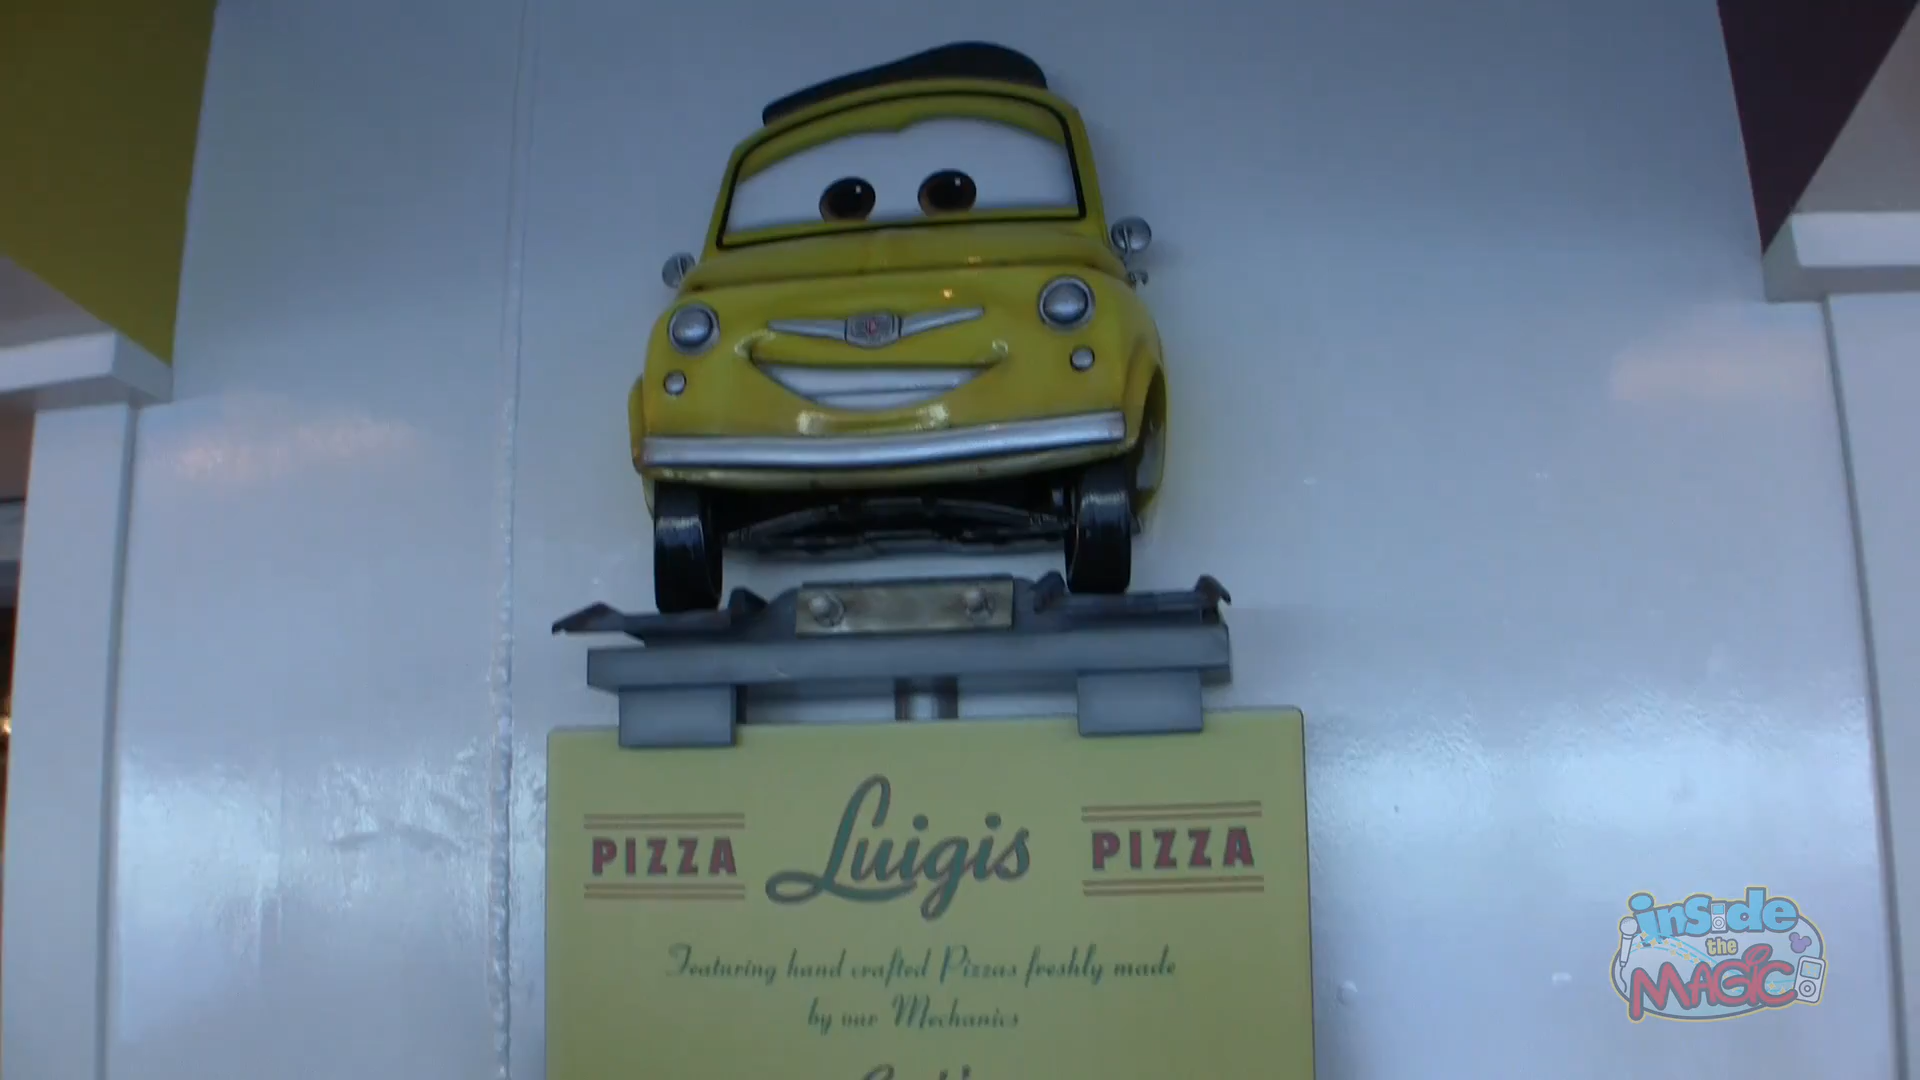 PIZZA Luigis PIZZA
Featuring hand crafted Pizzas freshly made
by our Mechanics
inside
the
MAGIC